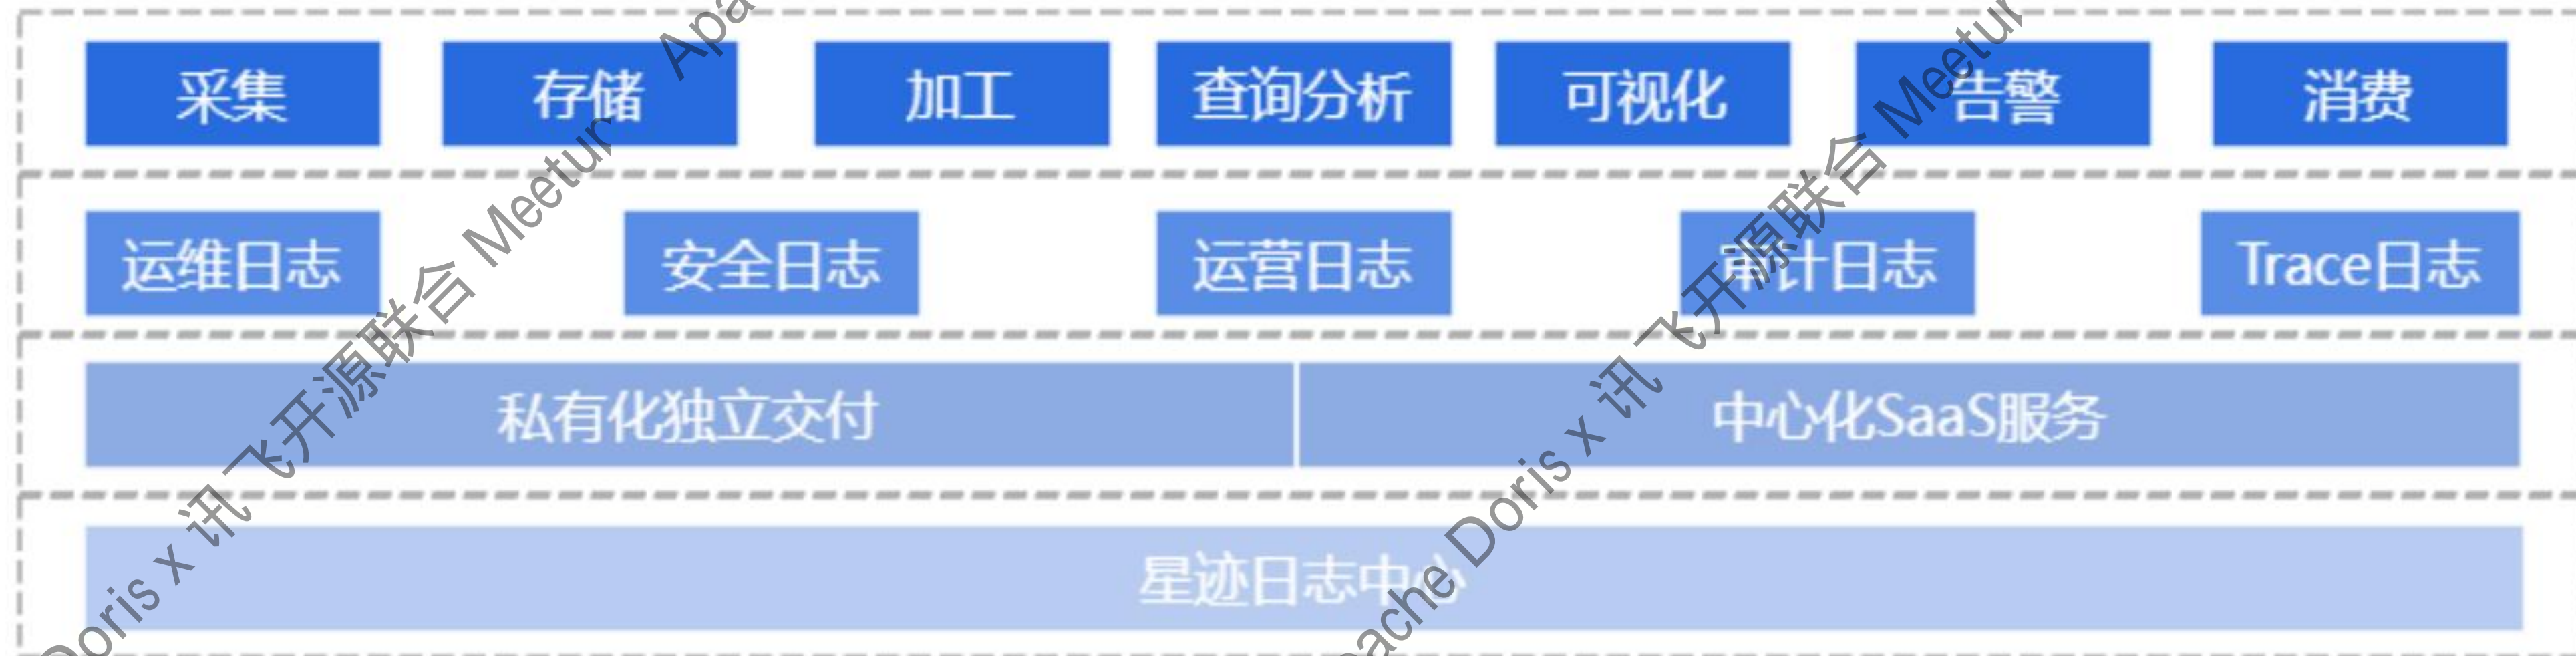 采集 存储 加工 查询分析 可视化 告警 消费
运维日志 安全日志 运营日志 审计日志 Trace日志
私有化独立交付 中心化SaaS服务
星迹日志中心
Doris x 讯飞开源联合 Meetup Apa
ache Doris x 讯飞开源联合 Meetup